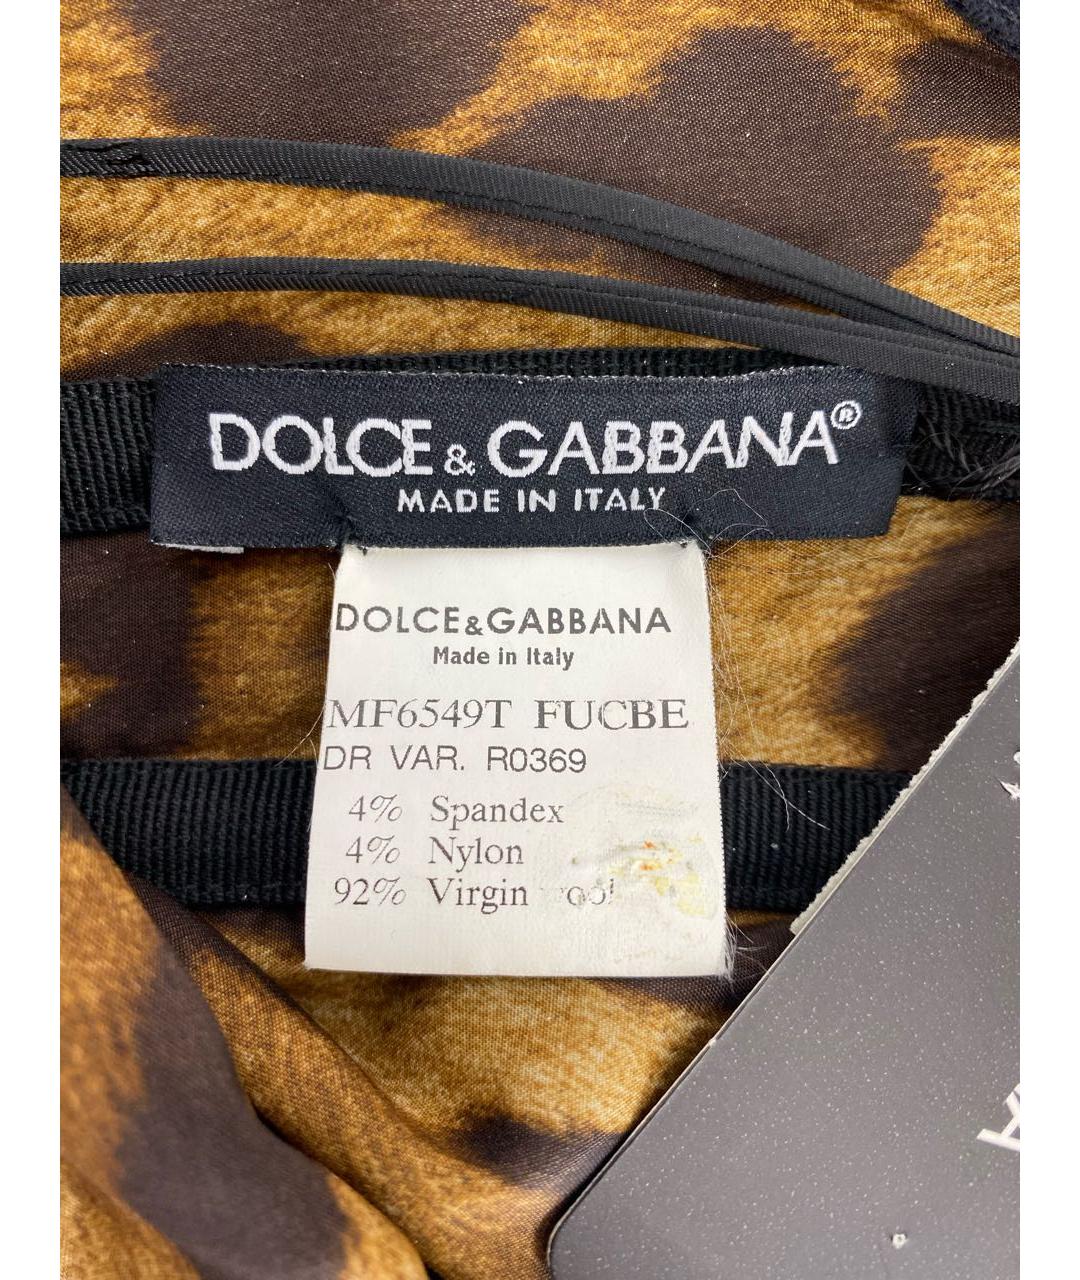 DOLCE & GABBANA®
MADE IN ITALY
DOLCE&GABBANA
Made in Italy
MF6549T FUCBE
DR VAR. R0369
4% Spandex
4% Nylon
92% Virgin wool